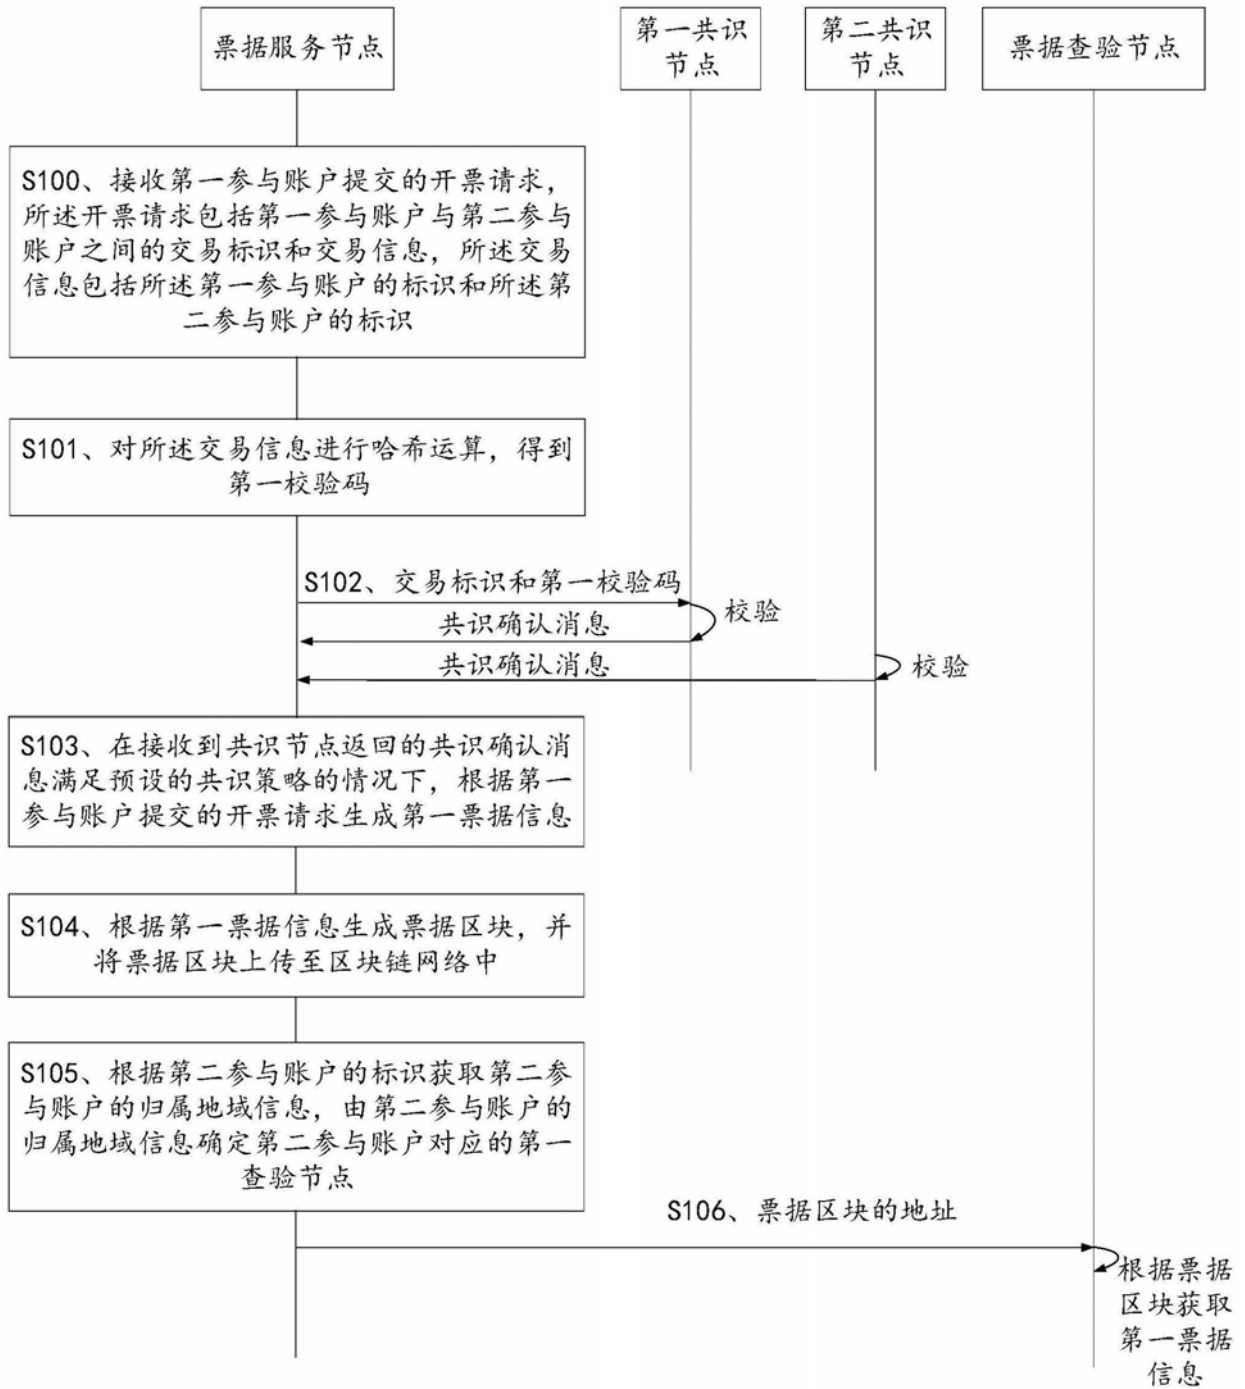 票据服务节点
第一共识
节点
第二共识
节点
票据查验节点
S100、接收第一参与账户提交的开票请求，
所述开票请求包括第一参与账户与第二参与
账户之间的交易标识和交易信息，所述交易
信息包括所述第一参与账户的标识和所述第
二参与账户的标识
S101、对所述交易信息进行哈希运算，得到
第一校验码
S102、交易标识和第一校验码
校验
共识确认消息
共识确认消息
校验
S103、在接收到共识节点返回的共识确认消
息满足预设的共识策略的情况下，根据第一
参与账户提交的开票请求生成第一票据信息
S104、根据第一票据信息生成票据区块，并
将票据区块上传至区块链网络中
S105、根据第二参与账户的标识获取第二参
与账户的归属地域信息，由第二参与账户的
归属地域信息确定第二参与账户对应的第一
查验节点
S106、票据区块的地址
根据票据
区块获取
第一票据
信息